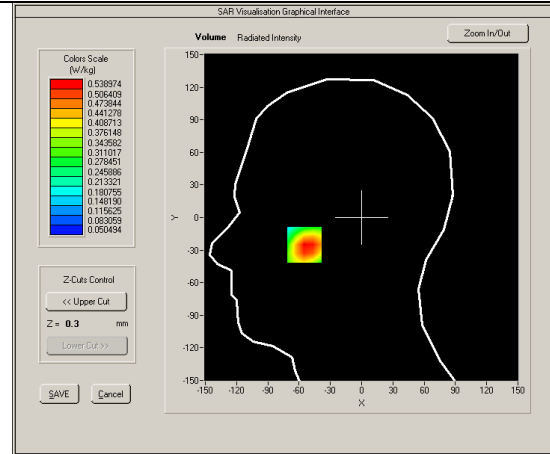 SAR Visualisation Graphical Interface
Volume Radiated Intensity
Zoom In/Out
Colors Scale
(W/kg)
0.538974
0.506409
0.473844
0.441278
0.408713
0.376148
0.343582
0.311017
0.278451
0.245886
0.213321
0.180755
0.148190
0.115625
0.083059
0.050494
Z-Cuts Control
<< Upper Cut
Z = 0.3 mm
Lower Cut >>
SAVE Cancel
150
120
90
60
30
0
-30
-60
-90
-120
-150
Y
-150 -120 -90 -60 -30 0 30 60 90 120 150
X